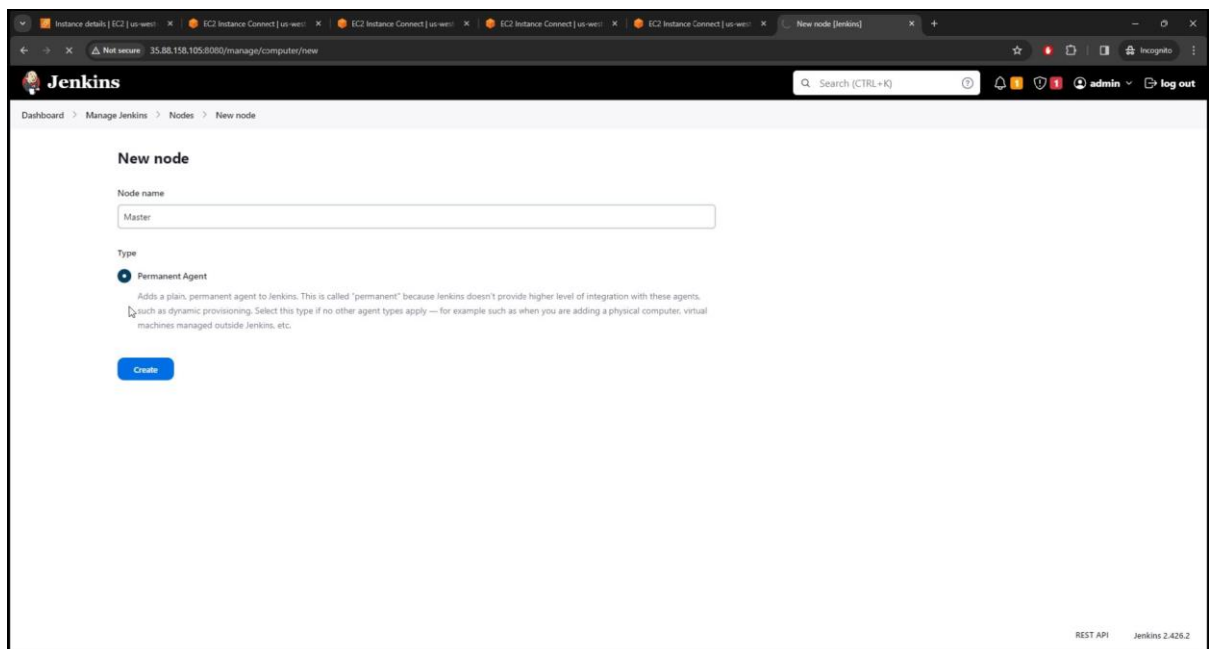 Instance details | EC2 | us-west-
EC2 Instance Connect | us-west-
EC2 Instance Connect | us-west-
EC2 Instance Connect | us-west-
EC2 Instance Connect | us-west-
New node [Jenkins]
Not secure 35.88.158.105:8080/manage/computer/new
Incognito
Jenkins
Search (CTRL+K)
1
1
admin
log out
Dashboard > Manage Jenkins > Nodes > New node
New node
Node name
Master
Type
Permanent Agent
Adds a plain, permanent agent to Jenkins. This is called "permanent" because Jenkins doesn't provide higher level of integration with these agents,
such as dynamic provisioning. Select this type if no other agent types apply — for example such as when you are adding a physical computer, virtual
machines managed outside Jenkins, etc.
Create
REST API
Jenkins 2.426.2